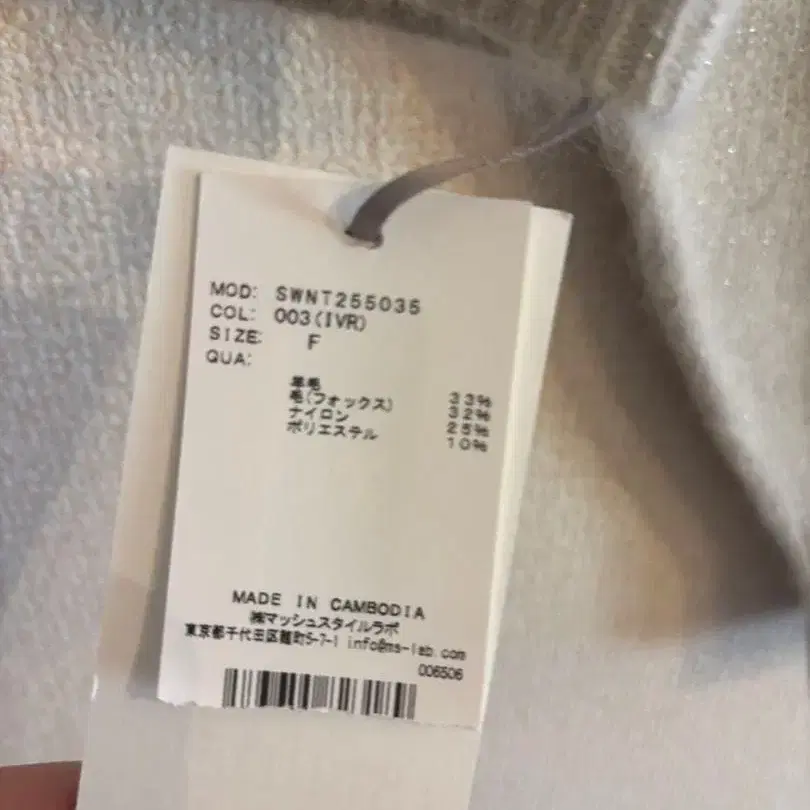 MOD: SWNT255035
COL: 003(IVR)
SIZE: F
QUA:
羊毛 33%
毛(フォックス) 32%
ナイロン 25%
ポリエステル 10%
MADE IN CAMBODIA
㈱マッシュスタイルラボ
東京都千代田区麹町5-7-1 info@ms-lab.com
006506